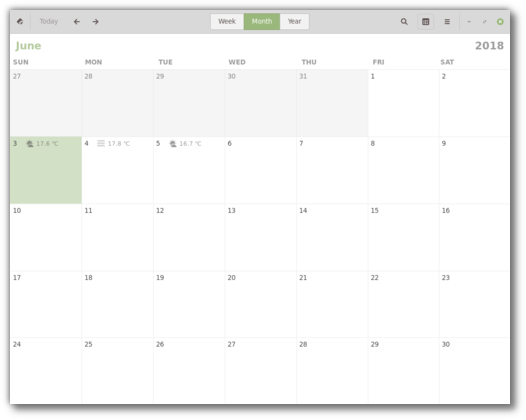 Today Week Month Year
June 2018
SUN MON TUE WED THU FRI SAT
27 28 29 30 31 1 2
3 17.6 °C 4 17.8 °C 5 16.7 °C 6 7 8 9
10 11 12 13 14 15 16
17 18 19 20 21 22 23
24 25 26 27 28 29 30